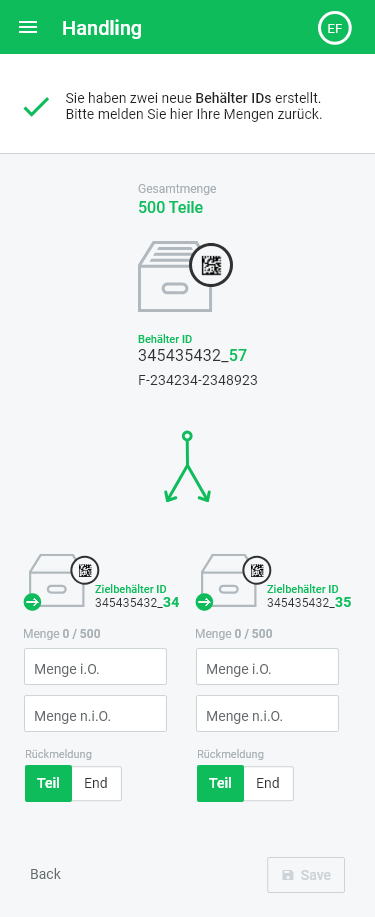 Handling
EF
Sie haben zwei neue Behälter IDs erstellt.
Bitte melden Sie hier Ihre Mengen zurück.
Gesamtmenge
500 Teile
Behälter ID
345435432_57
F-234234-2348923
Zielbehälter ID
345435432_34
Zielbehälter ID
345435432_35
Menge 0 / 500
Menge 0 / 500
Menge i.O.
Menge i.O.
Menge n.i.O.
Menge n.i.O.
Rückmeldung
Rückmeldung
Teil End
Teil End
Back
Save